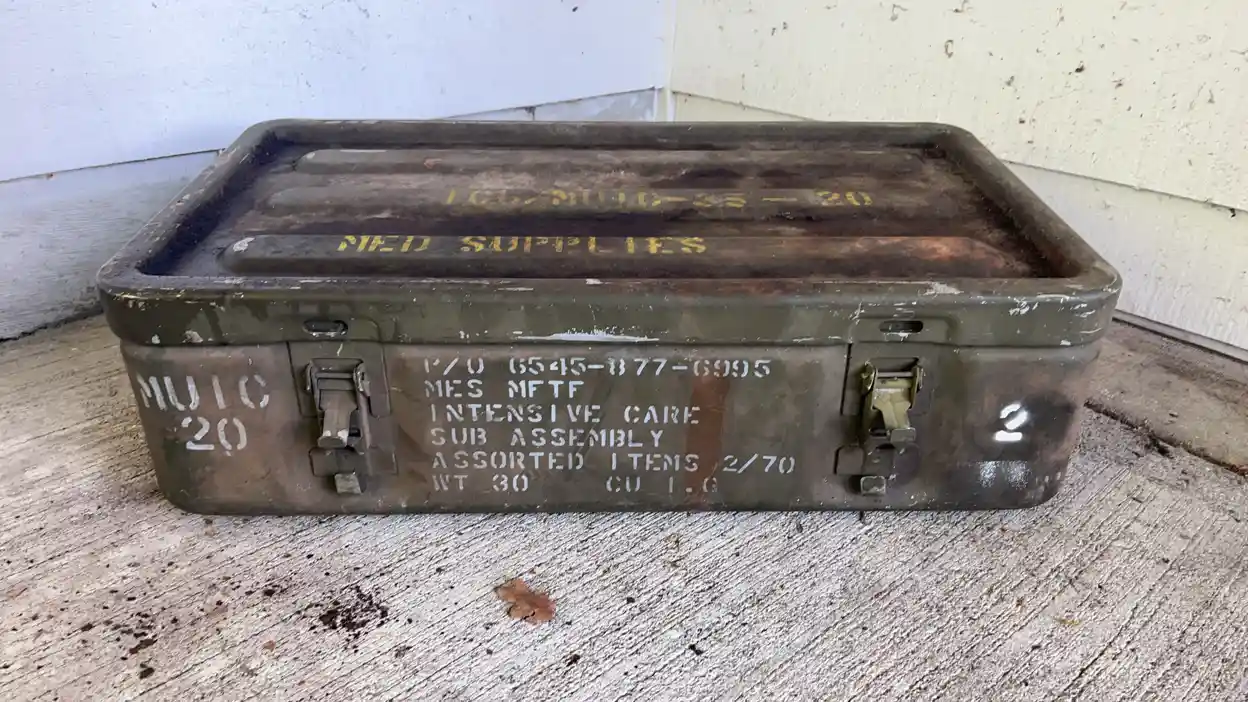 — 20
MED SUPPLIES
MUIC
20
P/O 6545-877-6995
MES MFTF
INTENSIVE CARE
SUB ASSEMBLY
ASSORTED ITEMS 2/70
WT 30 CU 1.6
2